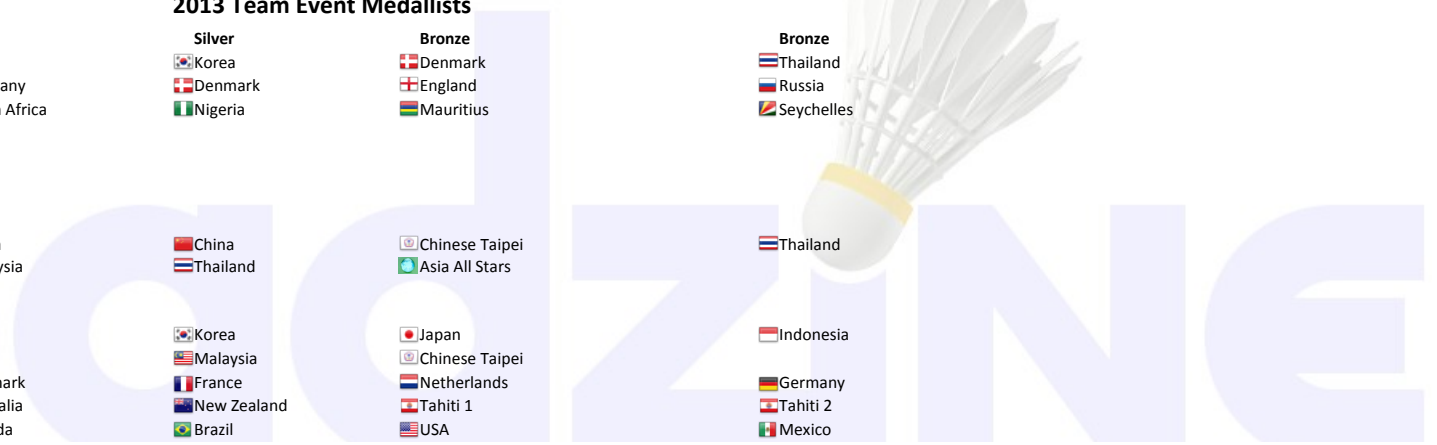 2013 Team Event Medallists
Silver Bronze Bronze
Korea Denmark Thailand
any Denmark England Russia
Africa Nigeria Mauritius Seychelles
China Chinese Taipei Thailand
ysia Thailand Asia All Stars
Korea Japan Indonesia
Malaysia Chinese Taipei
ark France Netherlands Germany
alia New Zealand Tahiti 1 Tahiti 2
da Brazil USA Mexico
adZINE